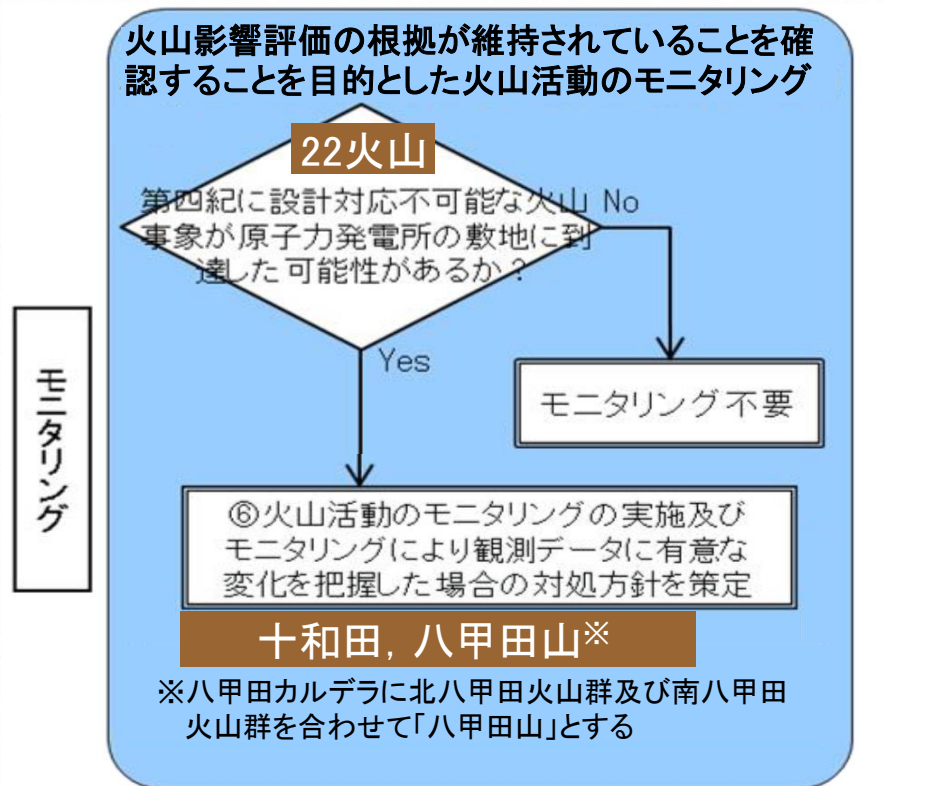 火山影響評価の根拠が維持されていることを確
認することを目的とした火山活動のモニタリング
22火山
第四紀に設計対応不可能な火山
事象が原子力発電所の敷地に到
達した可能性があるか?
No
Yes
モニタリング不要
モニタリング
⑥火山活動のモニタリングの実施及び
モニタリングにより観測データに有意な
変化を把握した場合の対処方針を策定
十和田，八甲田山※
※八甲田カルデラに北八甲田火山群及び南八甲田
火山群を合わせて「八甲田山」とする